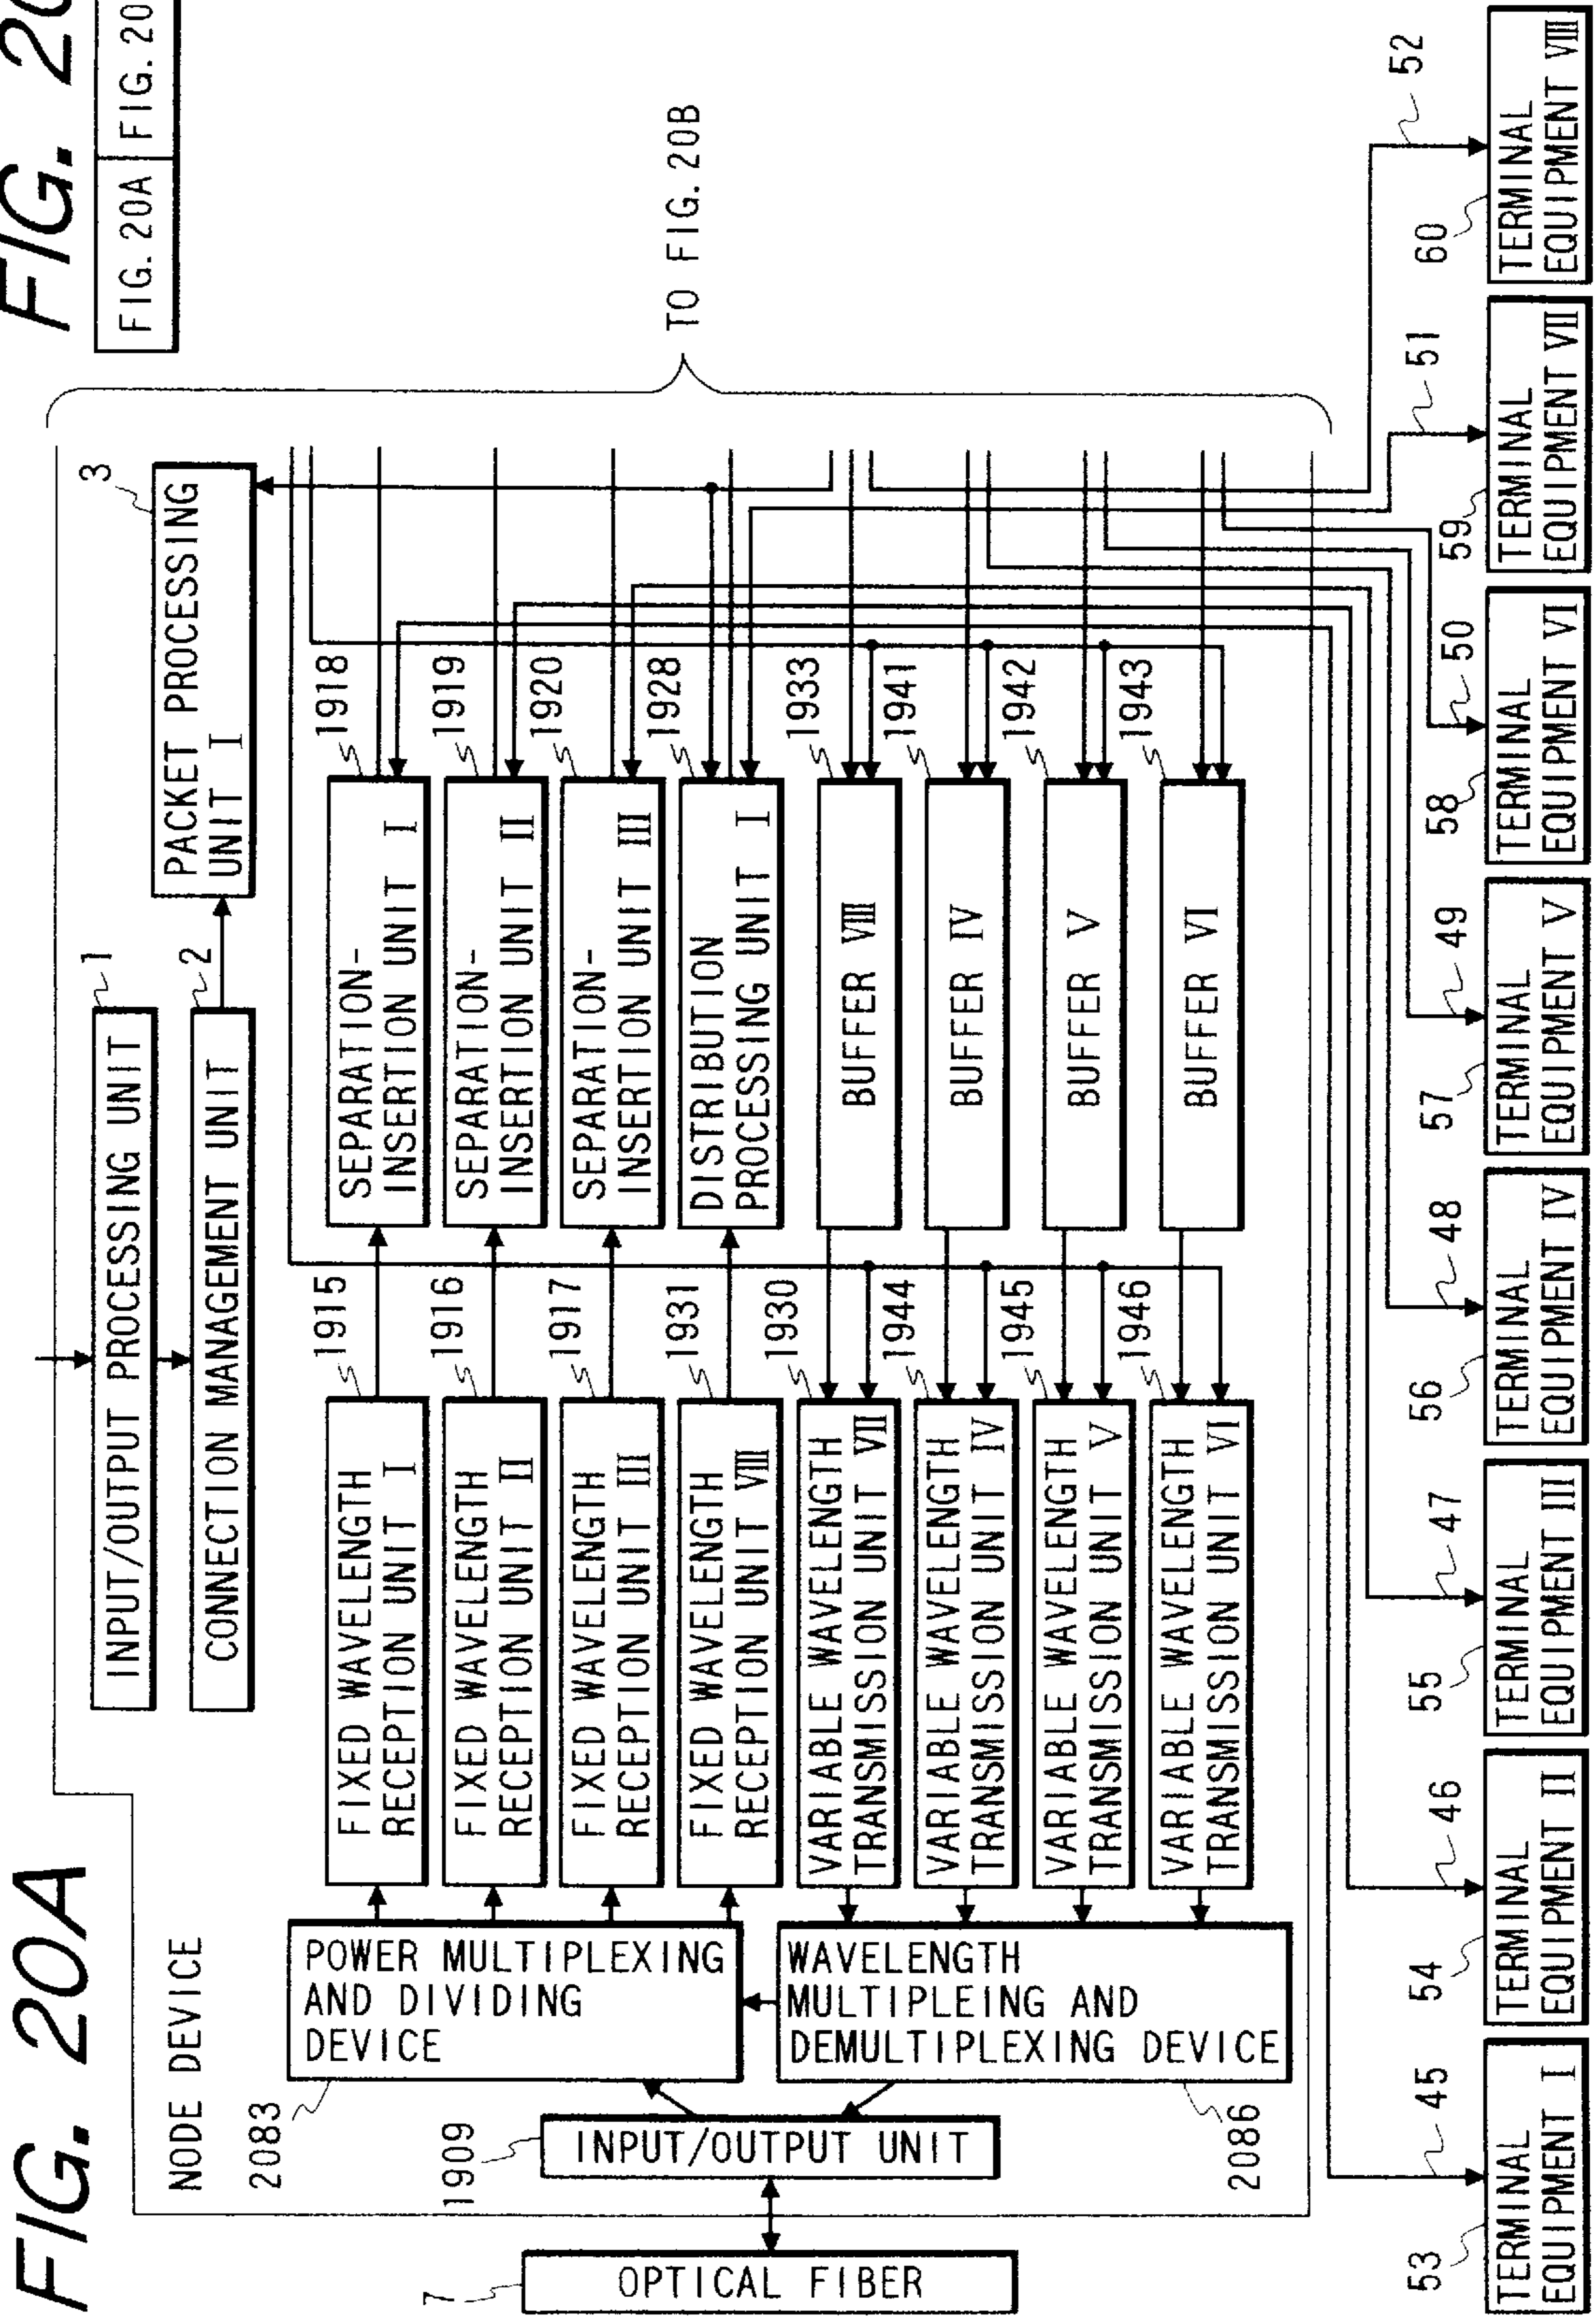 FIG. 20A
FIG. 20
FIG. 20A
FIG. 20
NODE DEVICE
1
INPUT/OUTPUT PROCESSING UNIT
2
CONNECTION MANAGEMENT UNIT
3
PACKET PROCESSING
UNIT I
2083
POWER MULTIPLEXING
AND DIVIDING
DEVICE
1909
INPUT/OUTPUT UNIT
7
OPTICAL FIBER
WAVELENGTH
MULTIPLEING AND
DEMULTIPLEXING DEVICE
2086
1915
FIXED WAVELENGTH
RECEPTION UNIT I
1916
FIXED WAVELENGTH
RECEPTION UNIT II
1917
FIXED WAVELENGTH
RECEPTION UNIT III
1931
FIXED WAVELENGTH
RECEPTION UNIT VIII
1930
VARIABLE WAVELENGTH
TRANSMISSION UNIT VII
1944
VARIABLE WAVELENGTH
TRANSMISSION UNIT IV
1945
VARIABLE WAVELENGTH
TRANSMISSION UNIT V
1946
VARIABLE WAVELENGTH
TRANSMISSION UNIT VI
1918
SEPARATION-
INSERTION UNIT I
1919
SEPARATION-
INSERTION UNIT II
1920
SEPARATION-
INSERTION UNIT III
1928
DISTRIBUTION
PROCESSING UNIT I
1933
BUFFER VIII
1941
BUFFER IV
1942
BUFFER V
1943
BUFFER VI
TO FIG. 20B
45
46
47
48
49
50
51
52
53
TERMINAL
EQUIPMENT I
54
TERMINAL
EQUIPMENT II
55
TERMINAL
EQUIPMENT III
56
TERMINAL
EQUIPMENT IV
57
TERMINAL
EQUIPMENT V
58
TERMINAL
EQUIPMENT VI
59
TERMINAL
EQUIPMENT VII
60
TERMINAL
EQUIPMENT VIII